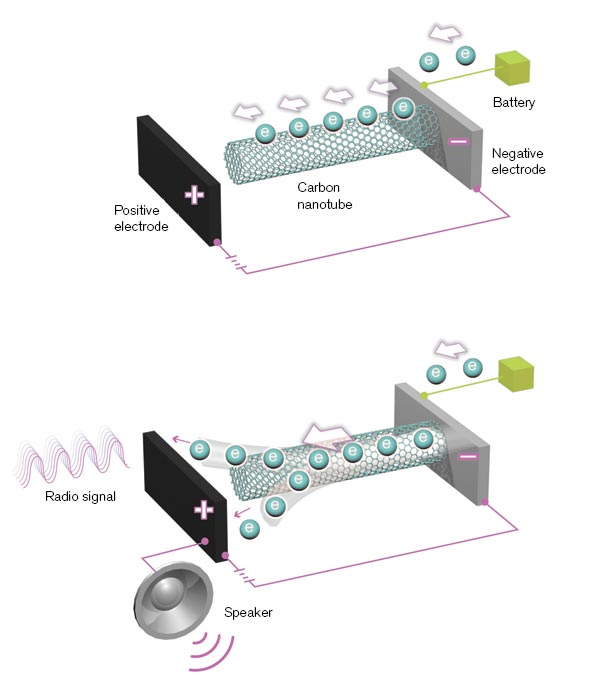 e e
Battery
e e e e e
Negative
electrode
−
Carbon
nanotube
+
Positive
electrode
e e
e e e e e e e
−
e
Radio signal
+
e
e
Speaker